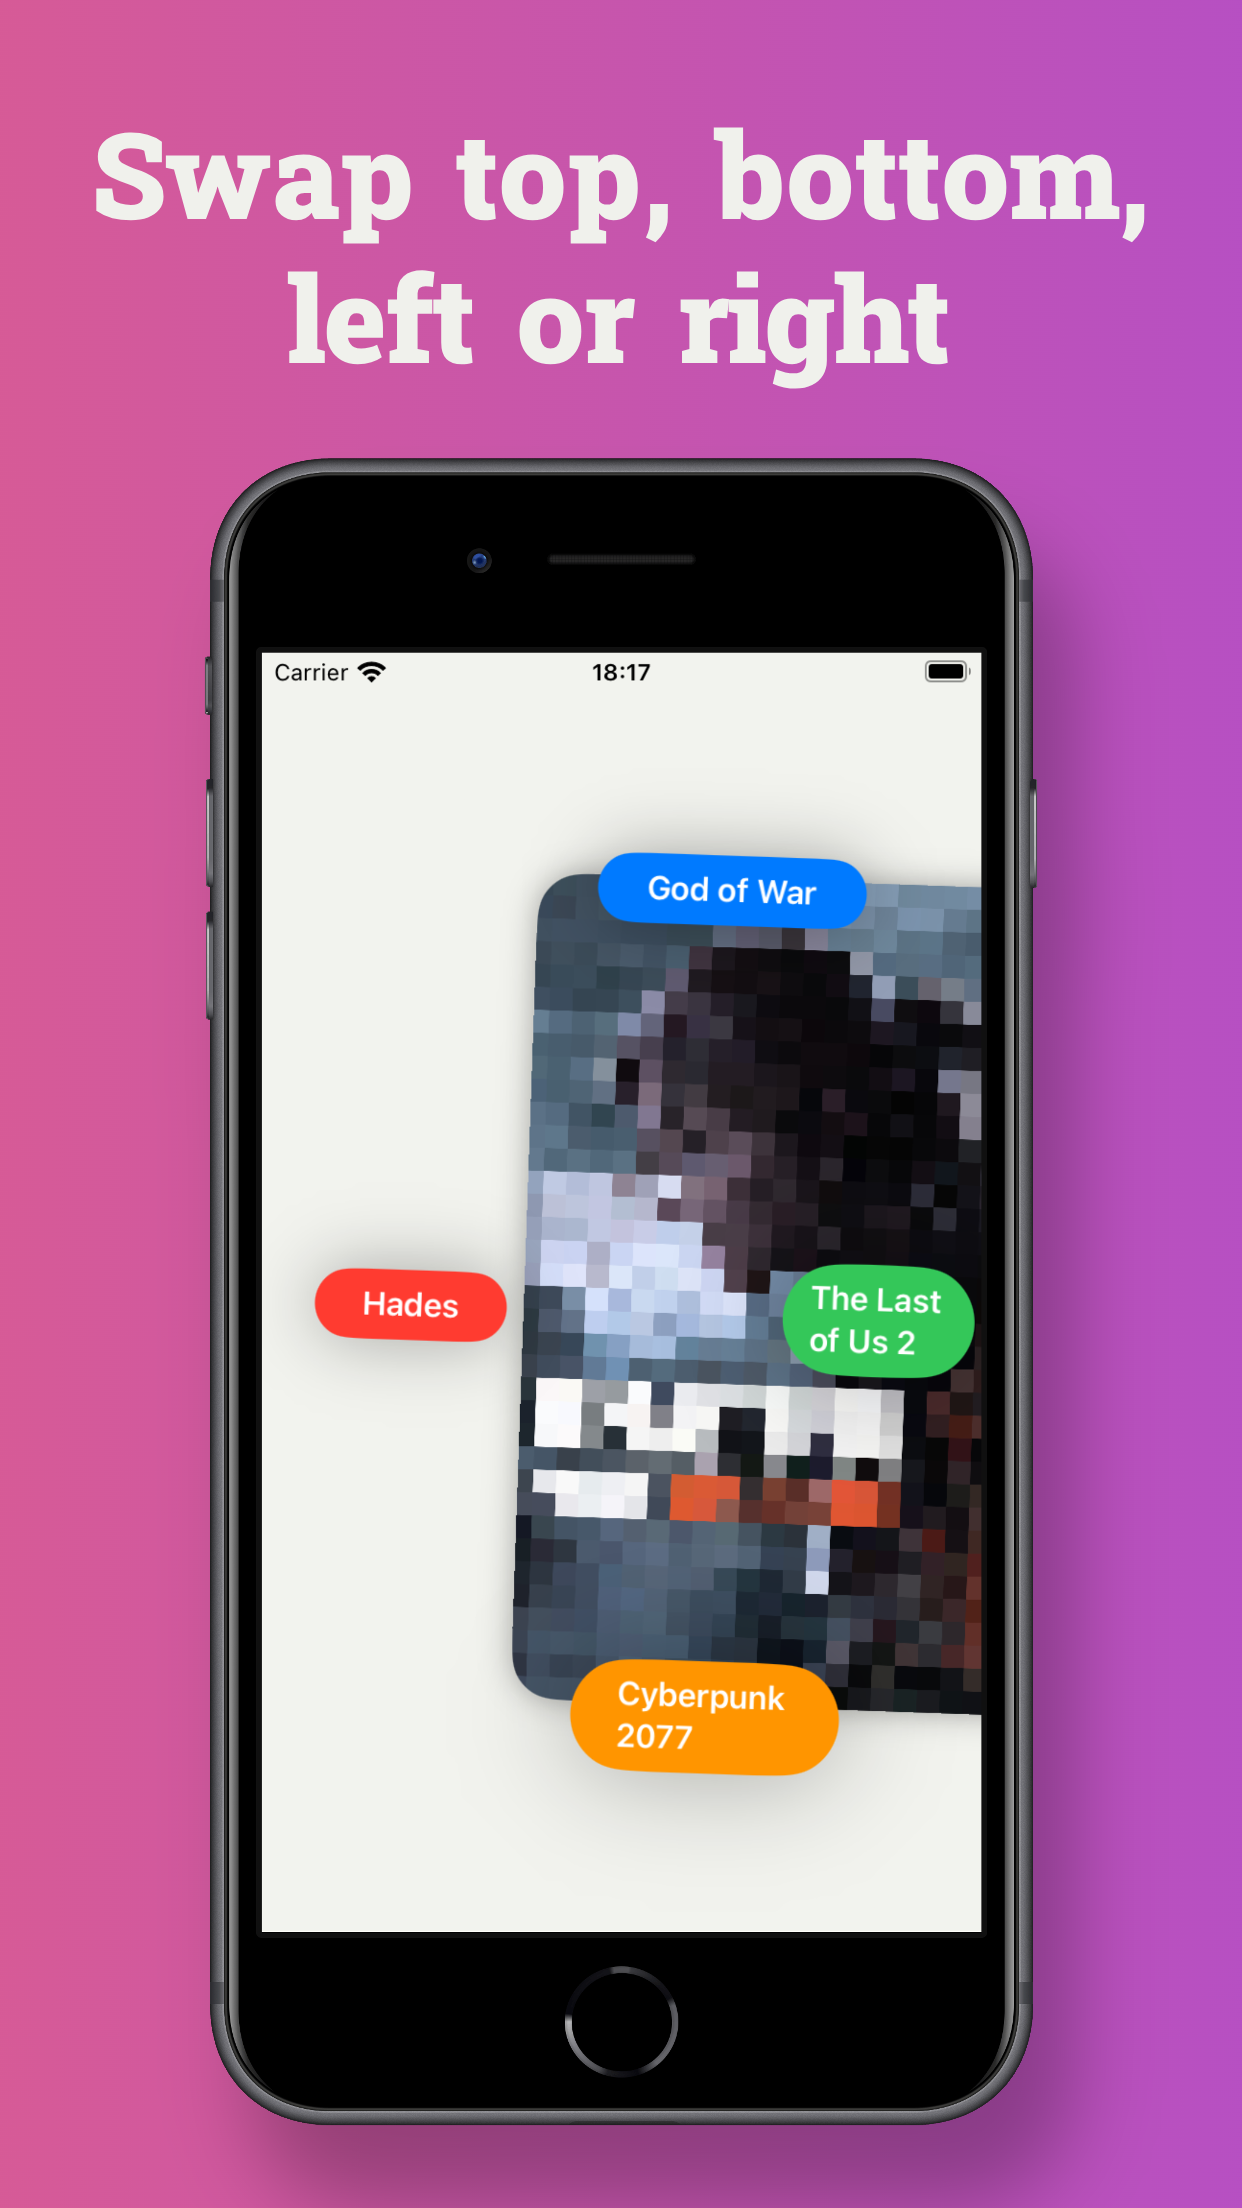 Swap top, bottom,
left or right
Carrier
18:17
God of War
Hades
The Last
of Us 2
Cyberpunk
2077